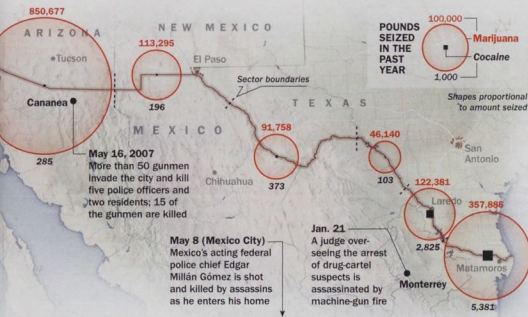 850,677
ARIZONA
NEW MEXICO
113,295
Tucson
El Paso
Sector boundaries
Cananea
196
285
MEXICO
TEXAS
POUNDS
SEIZED
IN THE
PAST
YEAR
100,000
Marijuana
Cocaine
1,000
Shapes proportional
to amount seized
May 16, 2007
More than 50 gunmen
invade the city and kill
five police officers and
two residents; 15 of
the gunmen are killed
Chihuahua
91,758
373
46,140
103
San
Antonio
122,381
Laredo
2,825
357,886
Matamoros
5,381
May 8 (Mexico City)
Mexico's acting federal
police chief Edgar
Millán Gómez is shot
and killed by assassins
as he enters his home
Jan. 21
A judge over-
seeing the arrest
of drug-cartel
suspects is
assassinated by
machine-gun fire
Monterrey